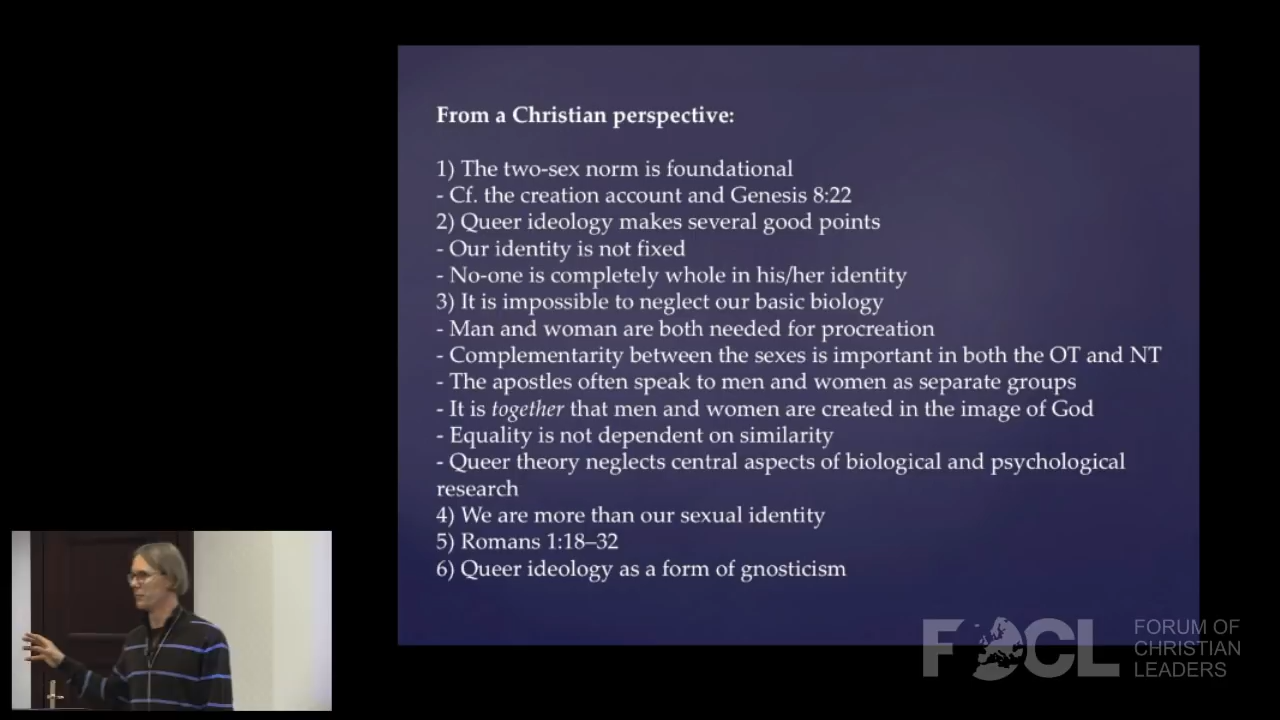 From a Christian perspective:
1) The two-sex norm is foundational
- Cf. the creation account and Genesis 8:22
2) Queer ideology makes several good points
- Our identity is not fixed
- No-one is completely whole in his/her identity
3) It is impossible to neglect our basic biology
- Man and woman are both needed for procreation
- Complementarity between the sexes is important in both the OT and NT
- The apostles often speak to men and women as separate groups
- It is together that men and women are created in the image of God
- Equality is not dependent on similarity
- Queer theory neglects central aspects of biological and psychological
research
4) We are more than our sexual identity
5) Romans 1:18–32
6) Queer ideology as a form of gnosticism
FOCL
FORUM OF
CHRISTIAN
LEADERS